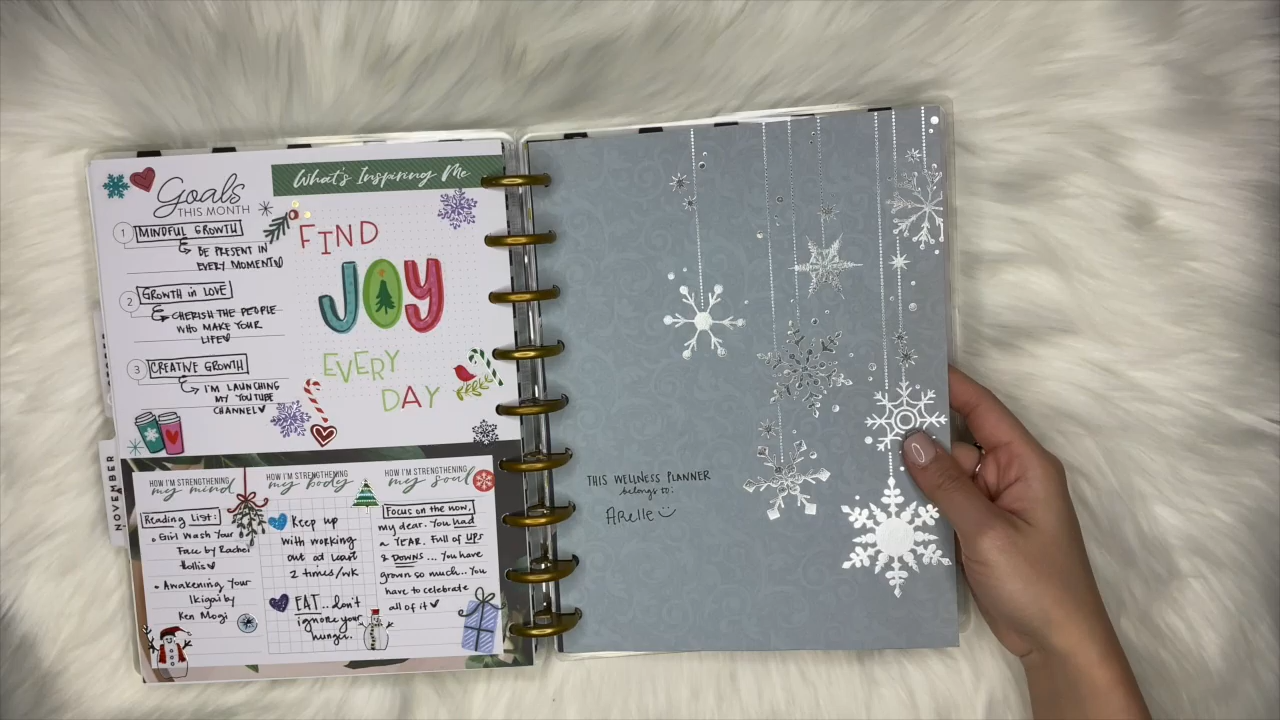 Goals
THIS MONTH
1 MINDFUL GROWTH
BE PRESENT IN
EVERY MOMENT
2 GROWTH in LOVE
CHERISH THE PEOPLE
WHO MAKE YOUR
LIFE
3 CREATIVE GROWTH
I'M LAUNCHING
MY YOUTUBE
CHANNEL
What's Inspiring Me
FIND
JOY
EVERY
DAY
NOVEMBER
HOW I'M STRENGTHENING
my mind
Reading List:
• Girl Wash Your
Face by Rachel
Hollis
• Awakening Your
Ikigai by
Ken Mogi
HOW I'M STRENGTHENING
my body
Keep up
with working
out at least
2 times/wk
EAT... don't
ignore your
hunger.
HOW I'M STRENGTHENING
my soul
Focus on the now,
my dear. You had
a YEAR. Full of UPS
& DOWNS... You have
grown so much.. You
have to celebrate
all of it
THIS WELLNESS PLANNER
belongs to:
ARelle